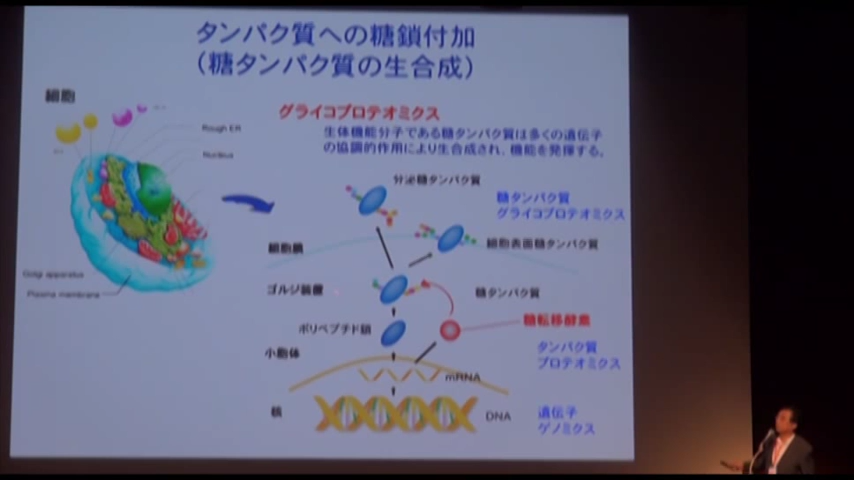 タンパク質への糖鎖付加
（糖タンパク質の生合成）
細胞
Rough ER
Nucleus
Golgi apparatus
Plasma membrane
グライコプロテオミクス
生体機能分子である糖タンパク質は多くの遺伝子
の協調的作用により生合成され、機能を発揮する。
分泌糖タンパク質
糖タンパク質
グライコプロテオミクス
細胞膜
細胞表面糖タンパク質
ゴルジ装置
糖タンパク質
ポリペプチド鎖
糖転移酵素
小胞体
タンパク質
プロテオミクス
mRNA
核
DNA
遺伝子
ゲノミクス